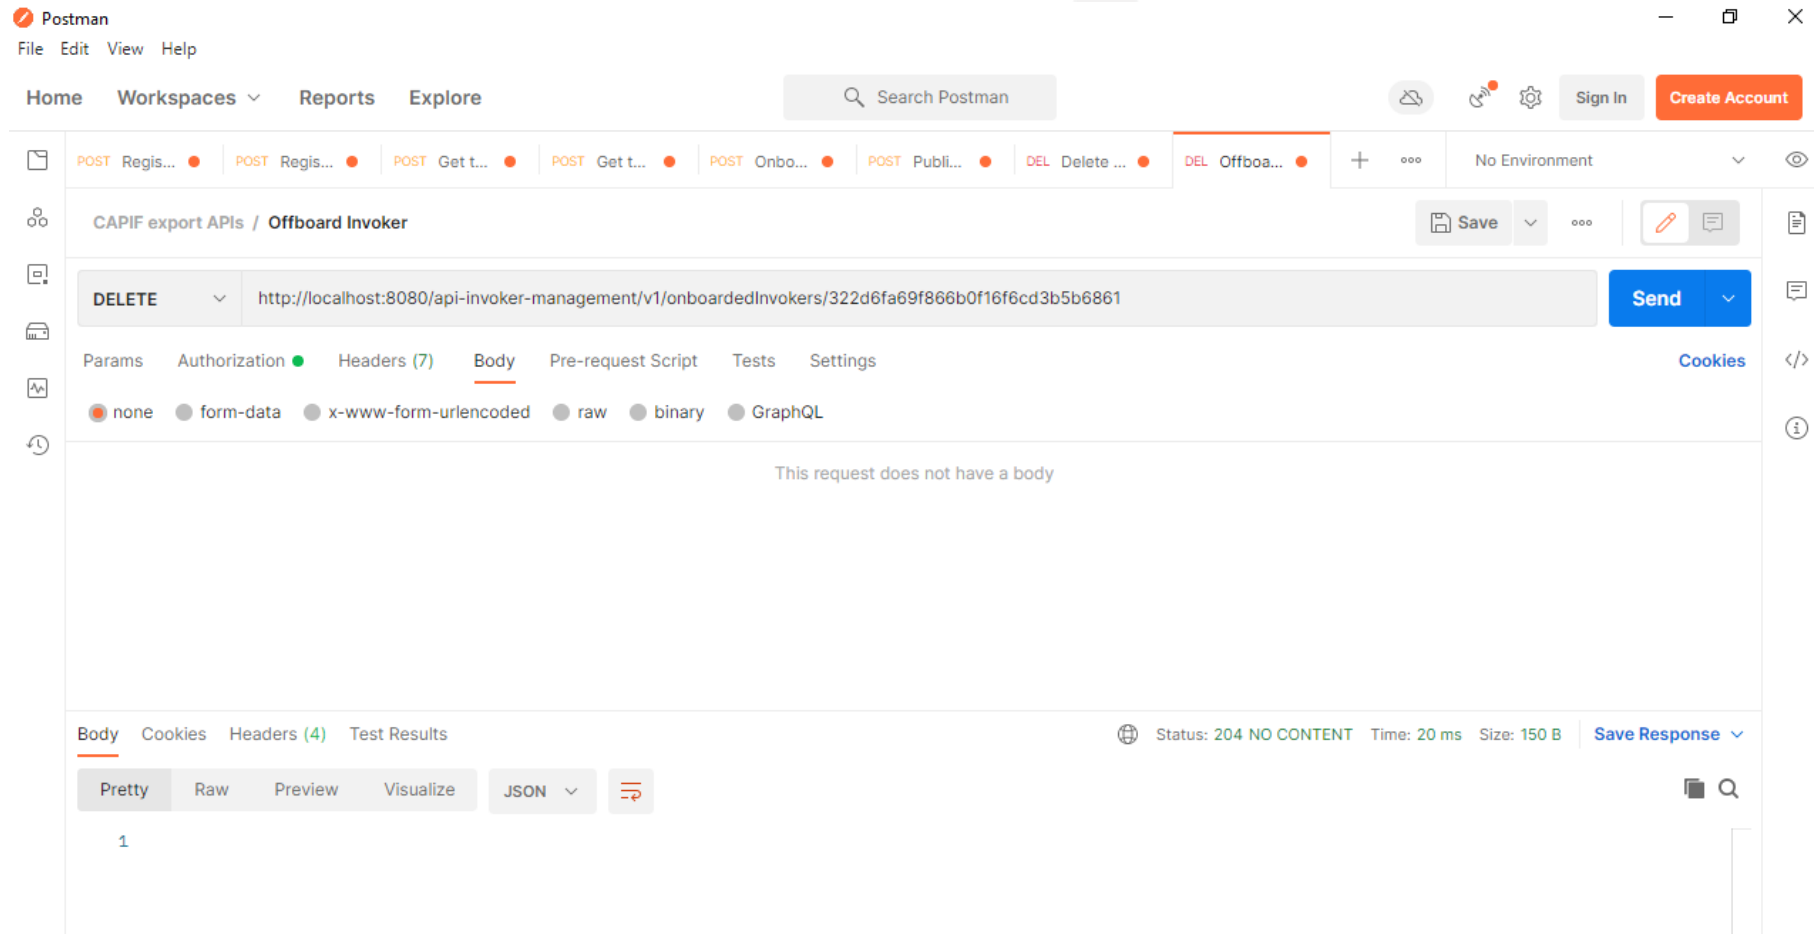 Postman
File Edit View Help
Home Workspaces Reports Explore Search Postman Sign In Create Account
POST Regis... POST Regis... POST Get t... POST Get t... POST Onbo... POST Publi... DEL Delete ... DEL Offboa... No Environment
CAPIF export APIs / Offboard Invoker Save
DELETE http://localhost:8080/api-invoker-management/v1/onboardedInvokers/322d6fa69f866b0f16f6cd3b5b6861 Send
Params Authorization Headers (7) Body Pre-request Script Tests Settings Cookies
none form-data x-www-form-urlencoded raw binary GraphQL
This request does not have a body
Body Cookies Headers (4) Test Results Status: 204 NO CONTENT Time: 20 ms Size: 150 B Save Response
Pretty Raw Preview Visualize JSON
1